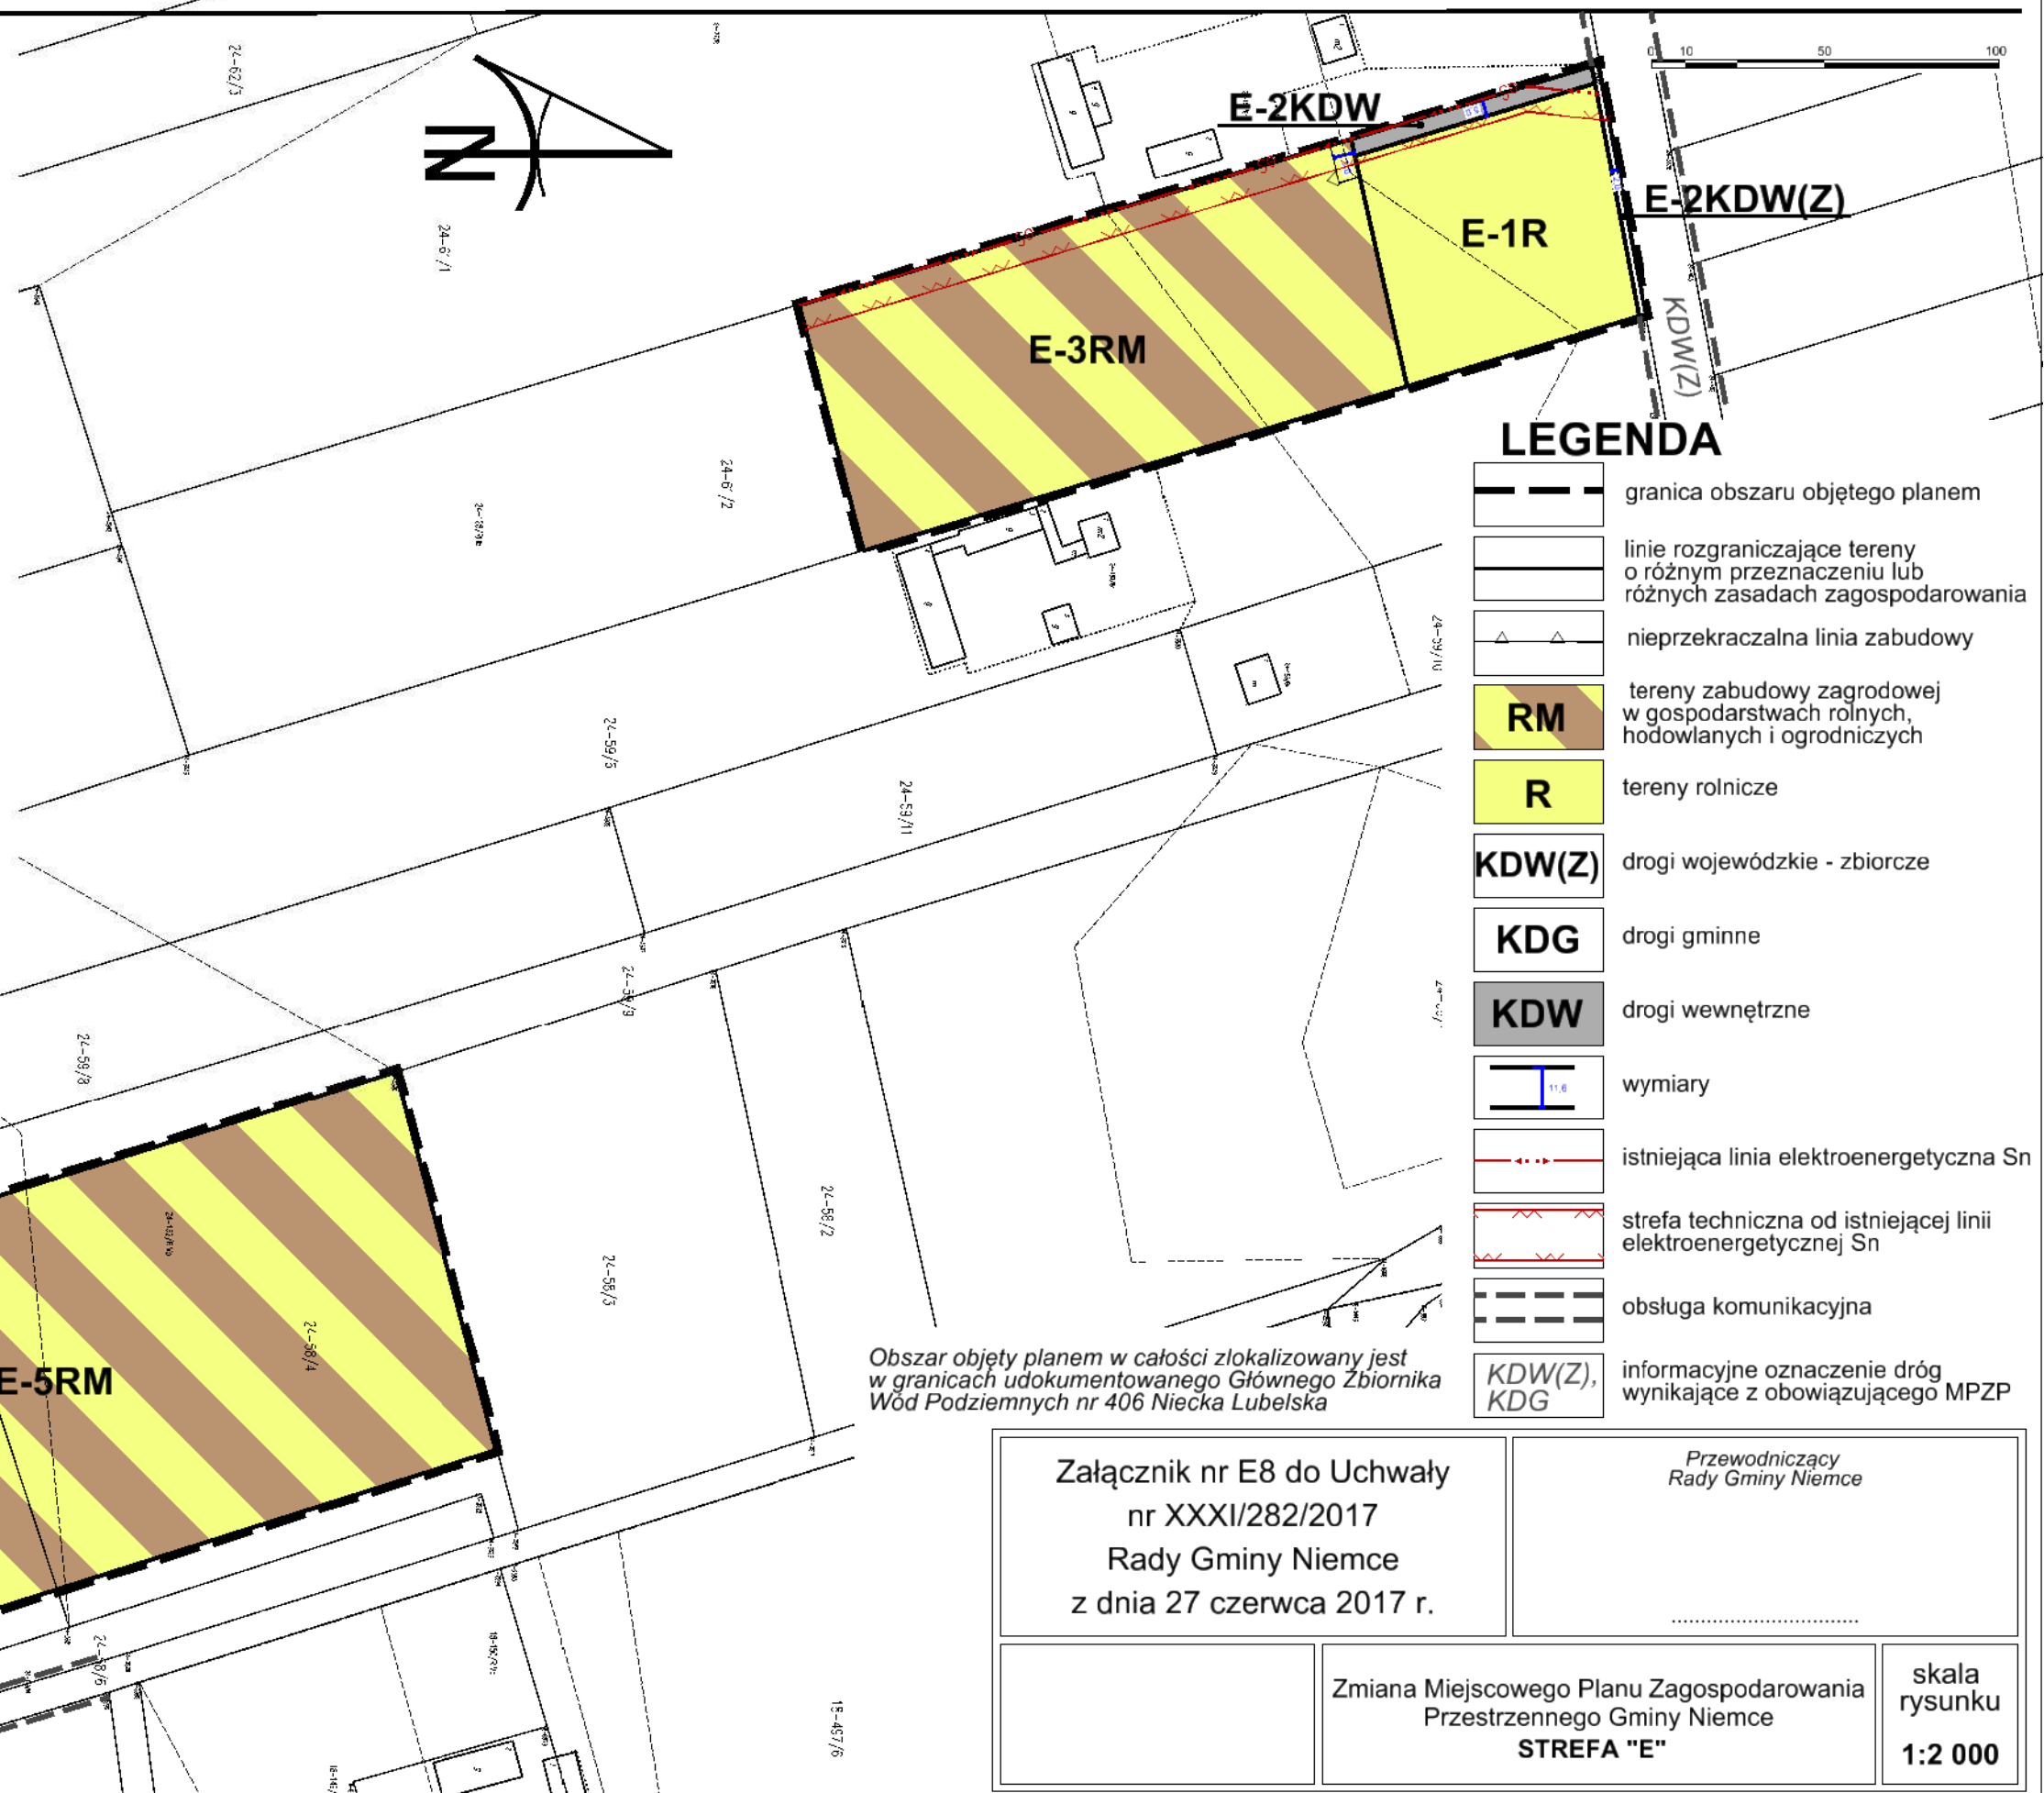 0 10 50 100
N
E-2KDW
E-2KDW(Z)
E-1R
E-3RM
KDW(Z)
24-62/3
24-59/5
24-59/11
24-59/9
24-59/8
24-58/2
24-58/3
24-58/4
E-5RM
LEGENDA
granica obszaru objętego planem
linie rozgraniczające tereny
o różnym przeznaczeniu lub
różnych zasadach zagospodarowania
nieprzekraczalna linia zabudowy
RM
tereny zabudowy zagrodowej
w gospodarstwach rolnych,
hodowlanych i ogrodniczych
R
tereny rolnicze
KDW(Z)
drogi wojewódzkie - zbiorcze
KDG
drogi gminne
KDW
drogi wewnętrzne
11,6
wymiary
istniejąca linia elektroenergetyczna Sn
strefa techniczna od istniejącej linii
elektroenergetycznej Sn
obsługa komunikacyjna
KDW(Z),
KDG
informacyjne oznaczenie dróg
wynikające z obowiązującego MPZP
Obszar objęty planem w całości zlokalizowany jest
w granicach udokumentowanego Głównego Zbiornika
Wód Podziemnych nr 406 Niecka Lubelska
Załącznik nr E8 do Uchwały
nr XXXI/282/2017
Rady Gminy Niemce
z dnia 27 czerwca 2017 r.
Przewodniczący
Rady Gminy Niemce
................................
Zmiana Miejscowego Planu Zagospodarowania
Przestrzennego Gminy Niemce
STREFA "E"
skala
rysunku
1:2 000